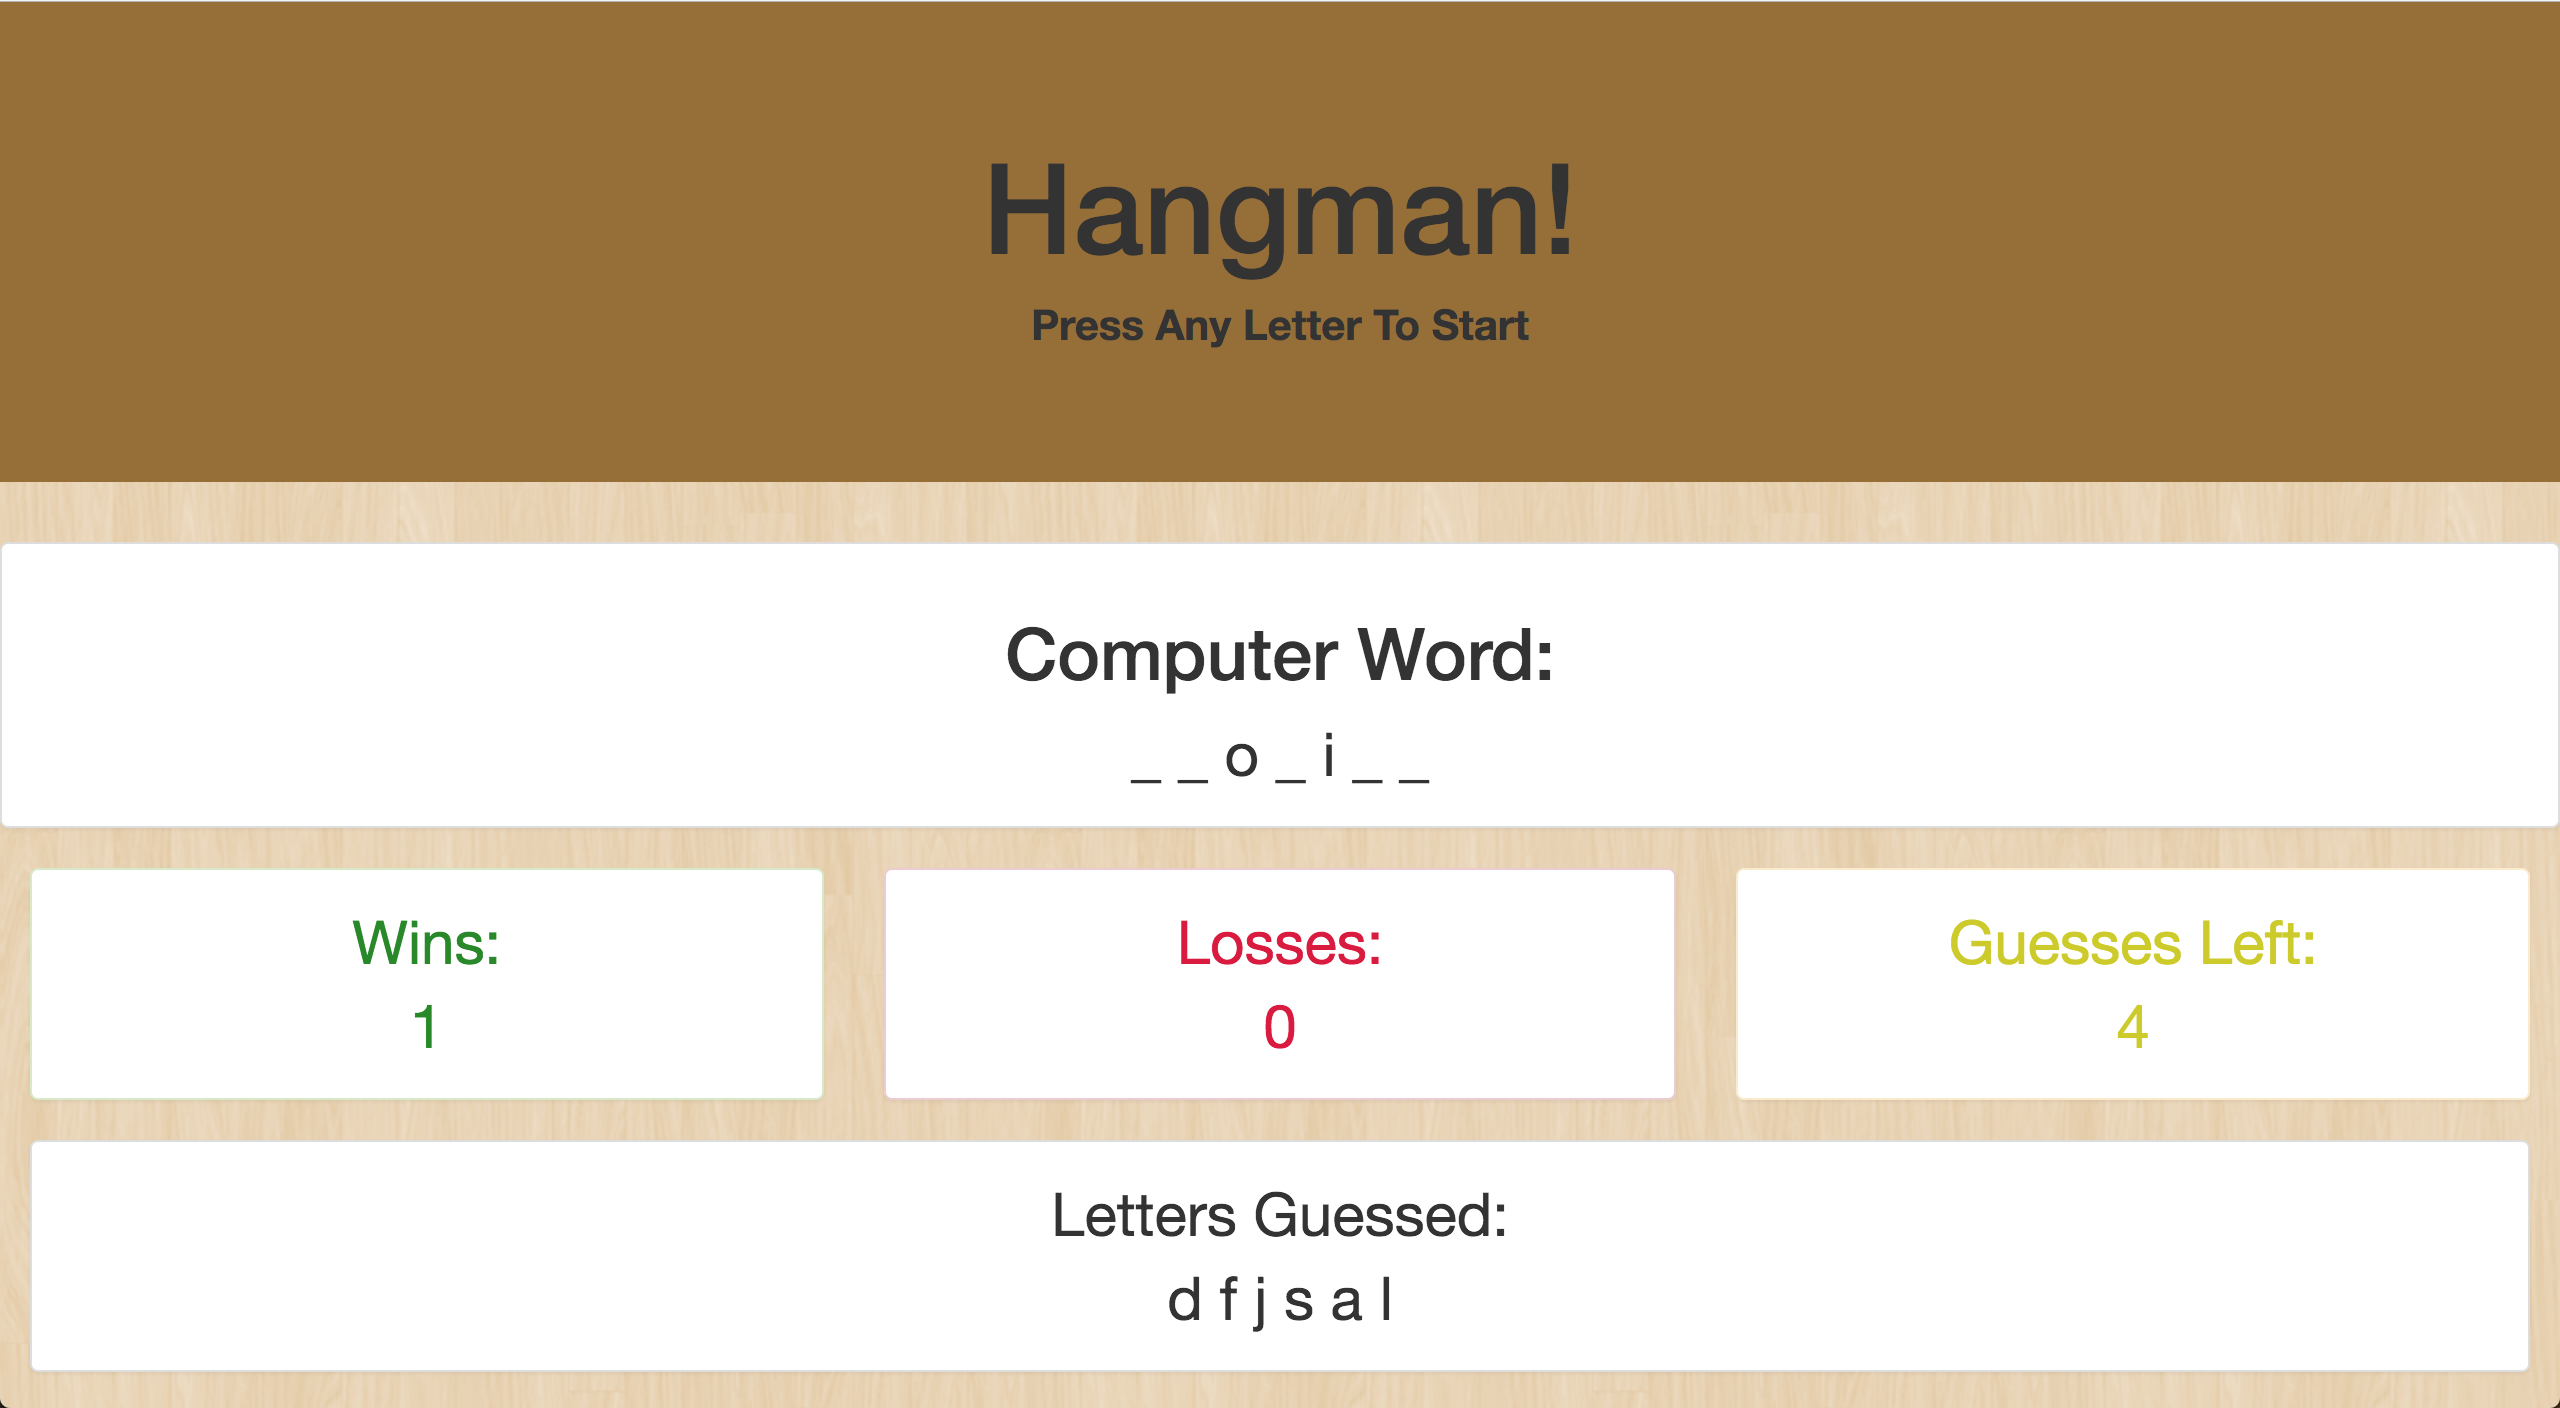 Hangman!
Press Any Letter To Start
Computer Word:
_ _ o _ i _ _
Wins:
1
Losses:
0
Guesses Left:
4
Letters Guessed:
d f j s a l